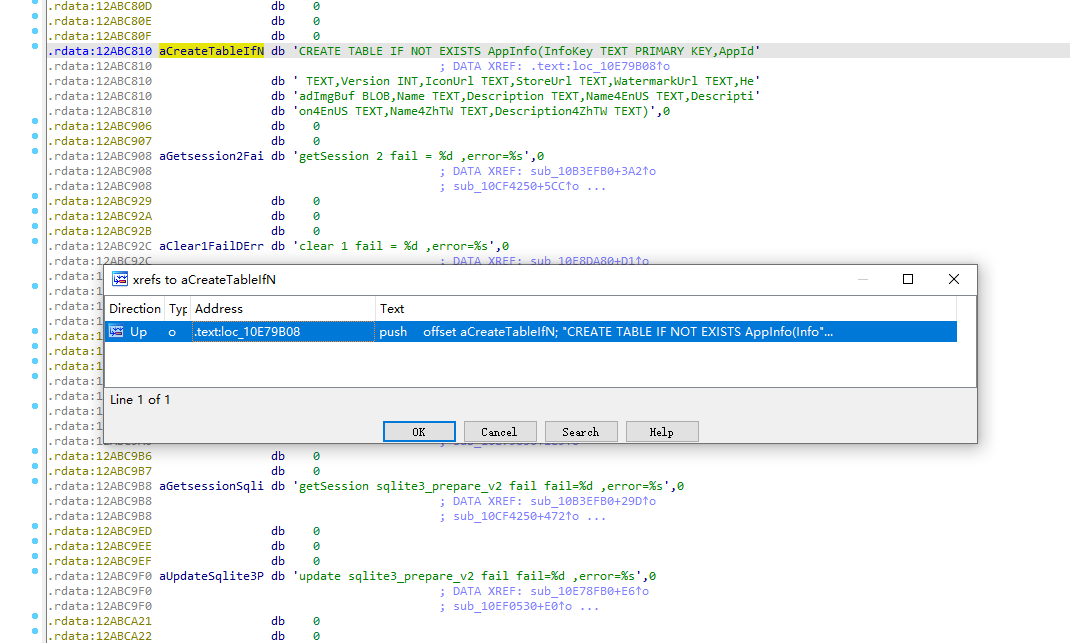 .rdata:12ABC80D db 0
.rdata:12ABC80E db 0
.rdata:12ABC80F db 0
.rdata:12ABC810 aCreateTableIfN db 'CREATE TABLE IF NOT EXISTS AppInfo(InfoKey TEXT PRIMARY KEY,AppId'
.rdata:12ABC810 ; DATA XREF: .text:loc_10E79B08↑o
.rdata:12ABC810 db ' TEXT,Version INT,IconUrl TEXT,StoreUrl TEXT,WatermarkUrl TEXT,He'
.rdata:12ABC810 db 'adImgBuf BLOB,Name TEXT,Description TEXT,Name4EnUS TEXT,Descripti'
.rdata:12ABC810 db 'on4EnUS TEXT,Name4ZhTW TEXT,Description4ZhTW TEXT)',0
.rdata:12ABC906 db 0
.rdata:12ABC907 db 0
.rdata:12ABC908 aGetsession2Fai db 'getSession 2 fail = %d ,error=%s',0
.rdata:12ABC908 ; DATA XREF: sub_10B3EFB0+3A2↑o
.rdata:12ABC908 ; sub_10CF4250+5CC↑o ...
.rdata:12ABC929 db 0
.rdata:12ABC92A db 0
.rdata:12ABC92B db 0
.rdata:12ABC92C aClear1FailDErr db 'clear 1 fail = %d ,error=%s',0
.rdata:12ABC92C ; DATA XREF: sub_10E8DA80+D1↑o
xrefs to aCreateTableIfN
Direction Typ Address Text
Up o .text:loc_10E79B08 push offset aCreateTableIfN; "CREATE TABLE IF NOT EXISTS AppInfo(Info"...
Line 1 of 1
OK Cancel Search Help
.rdata:12ABC9B6 db 0
.rdata:12ABC9B7 db 0
.rdata:12ABC9B8 aGetsessionSqli db 'getSession sqlite3_prepare_v2 fail fail=%d ,error=%s',0
.rdata:12ABC9B8 ; DATA XREF: sub_10B3EFB0+29D↑o
.rdata:12ABC9B8 ; sub_10CF4250+472↑o ...
.rdata:12ABC9ED db 0
.rdata:12ABC9EE db 0
.rdata:12ABC9EF db 0
.rdata:12ABC9F0 aUpdateSqlite3P db 'update sqlite3_prepare_v2 fail fail=%d ,error=%s',0
.rdata:12ABC9F0 ; DATA XREF: sub_10E78FB0+E6↑o
.rdata:12ABC9F0 ; sub_10EF0530+E0↑o ...
.rdata:12ABCA21 db 0
.rdata:12ABCA22 db 0